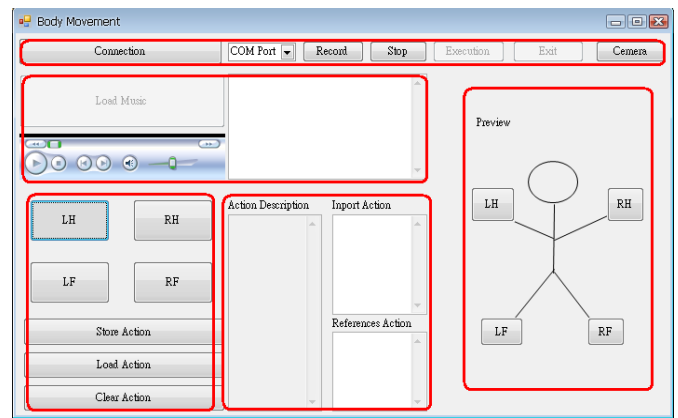 Body Movement
Connection COM Port Record Stop Execution Exit Cemera
Load Music
Preview
LH RH
LH RH
Action Description Inport Action
LF RF
References Action
LF RF
Store Action
Load Action
Clear Action